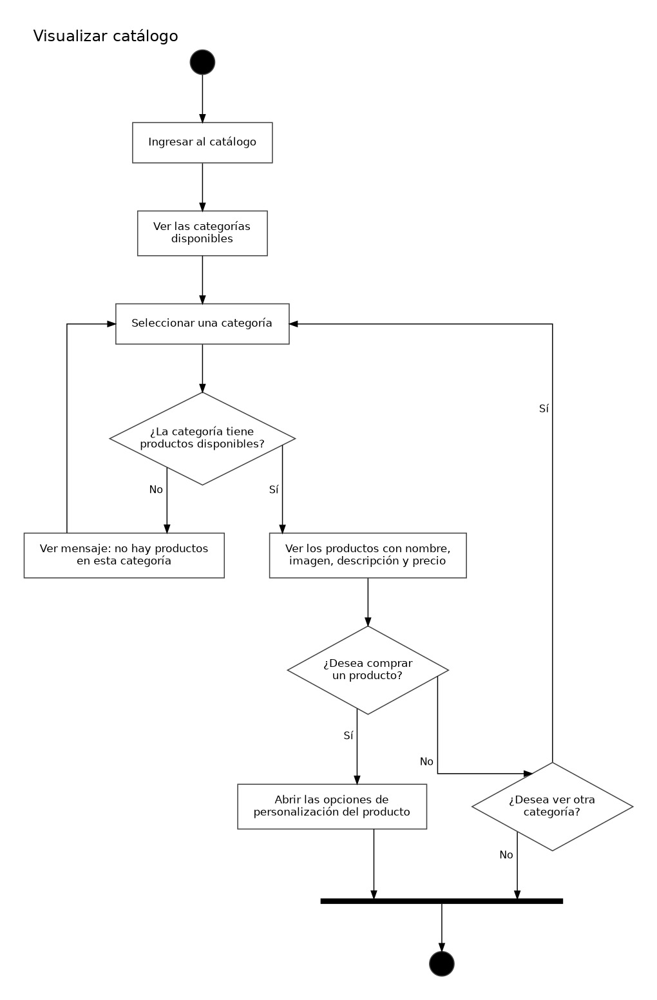 Visualizar catálogo
Ingresar al catálogo
Ver las categorías
disponibles
Seleccionar una categoría
Sí
¿La categoría tiene
productos disponibles?
No
Sí
Ver mensaje: no hay productos
en esta categoría
Ver los productos con nombre,
imagen, descripción y precio
¿Desea comprar
un producto?
Sí
No
Abrir las opciones de
personalización del producto
¿Desea ver otra
categoría?
No